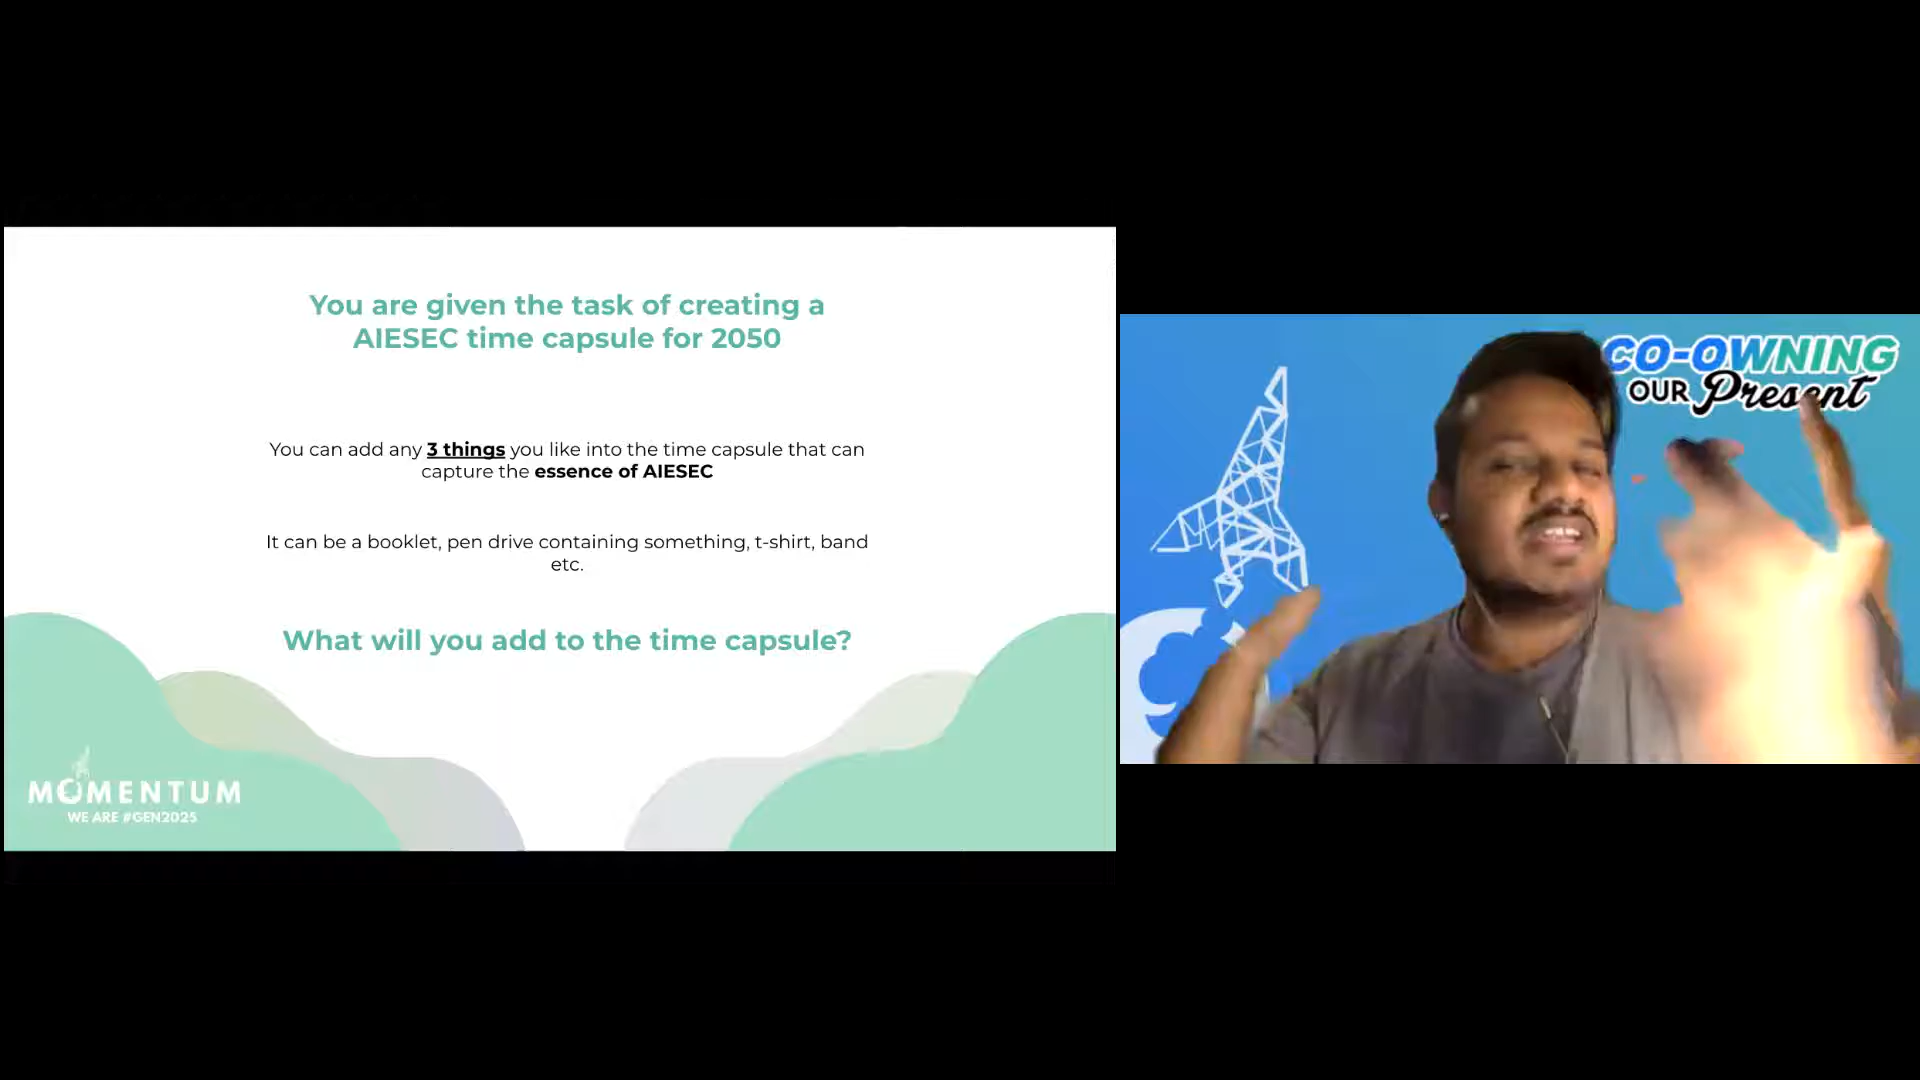 You are given the task of creating a
AIESEC time capsule for 2050
You can add any 3 things you like into the time capsule that can
capture the essence of AIESEC
It can be a booklet, pen drive containing something, t-shirt, band
etc.
What will you add to the time capsule?
MOMENTUM
WE ARE #GEN2025
CO-OWNING
OUR Present